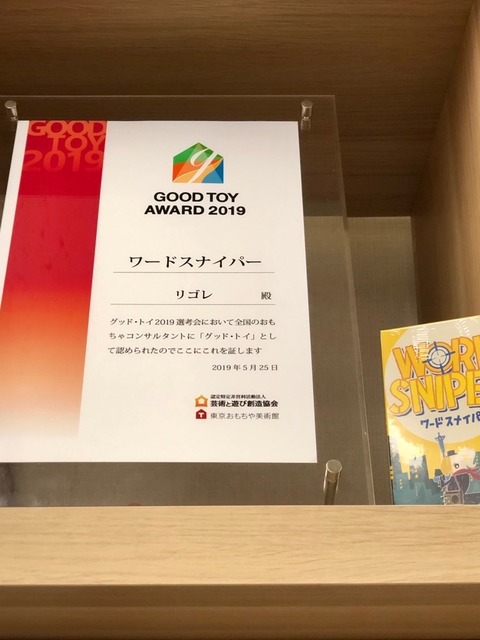 GOOD
TOY
2019
GOOD TOY
AWARD 2019
ワードスナイパー
リゴレ 殿
グッド・トイ2019選考会において全国のおも
ちゃコンサルタントに「グッド・トイ」とし
て認められたのでここにこれを証します
2019年5月25日
認定特定非営利活動法人
芸術と遊び創造協会
東京おもちゃ美術館
WORD
SNIPE
ワードスナイパ